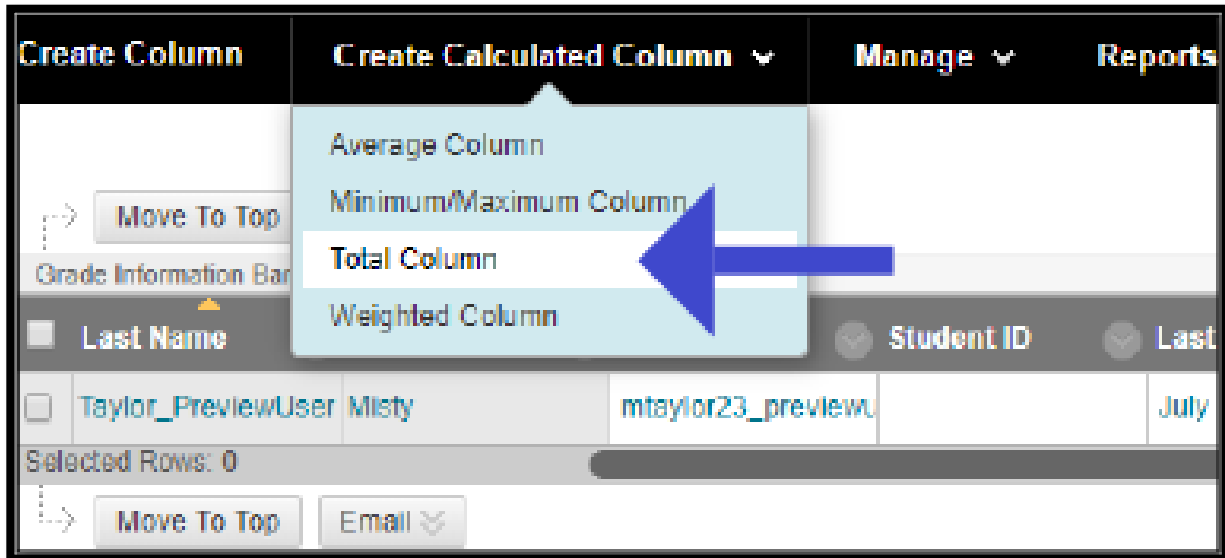 Create Column Create Calculated Column Manage Reports
Average Column
Minimum/Maximum Column
Move To Top
Total Column
Grade Information Bar
Weighted Column
Last Name Student ID Last
Taylor_PreviewUser Misty mtaylor23_previewu July
Selected Rows: 0
Move To Top Email